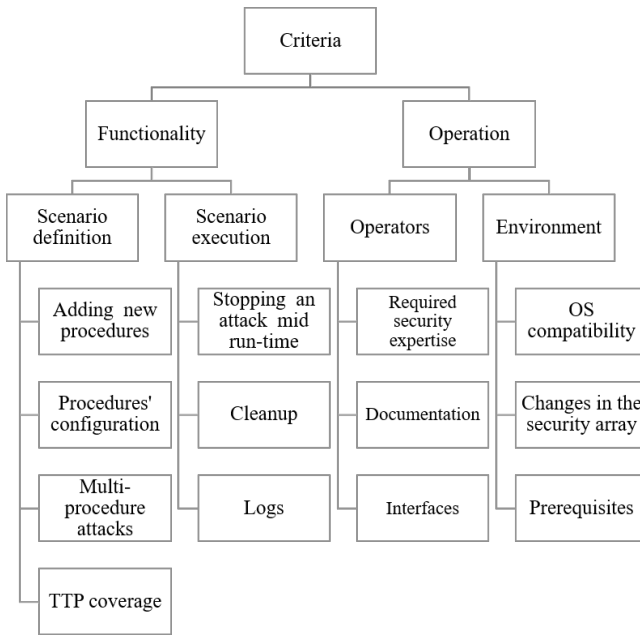 Criteria
Functionality
Operation
Scenario
definition
Scenario
execution
Operators
Environment
Adding new
procedures
Procedures'
configuration
Multi-
procedure
attacks
TTP coverage
Stopping an
attack mid
run-time
Cleanup
Logs
Required
security
expertise
Documentation
Interfaces
OS
compatibility
Changes in the
security array
Prerequisites